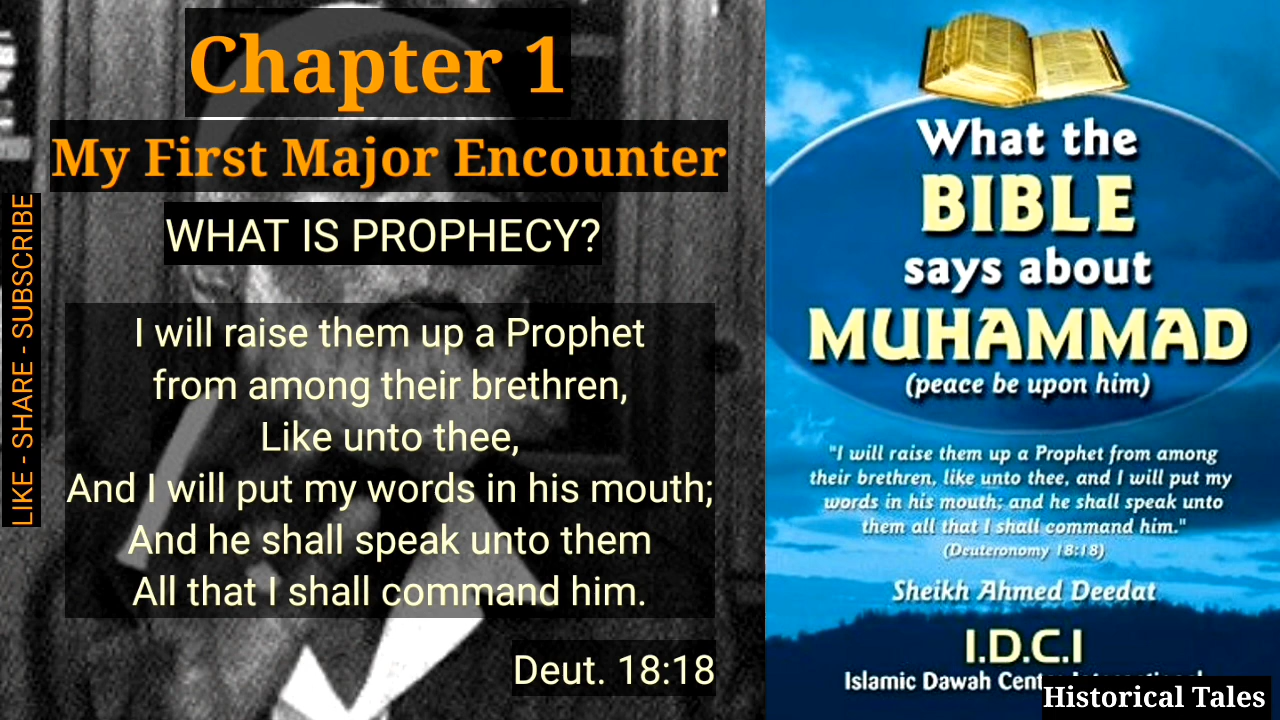 Chapter 1
My First Major Encounter
WHAT IS PROPHECY?
I will raise them up a Prophet
from among their brethren,
Like unto thee,
And I will put my words in his mouth;
And he shall speak unto them
All that I shall command him.
Deut. 18:18
LIKE - SHARE - SUBSCRIBE
What the
BIBLE
says about
MUHAMMAD
(peace be upon him)
"I will raise them up a Prophet from among
their brethren, like unto thee, and I will put my
words in his mouth; and he shall speak unto
them all that I shall command him."
(Deuteronomy 18:18)
Sheikh Ahmed Deedat
I.D.C.I
Islamic Dawah
Historical Tales